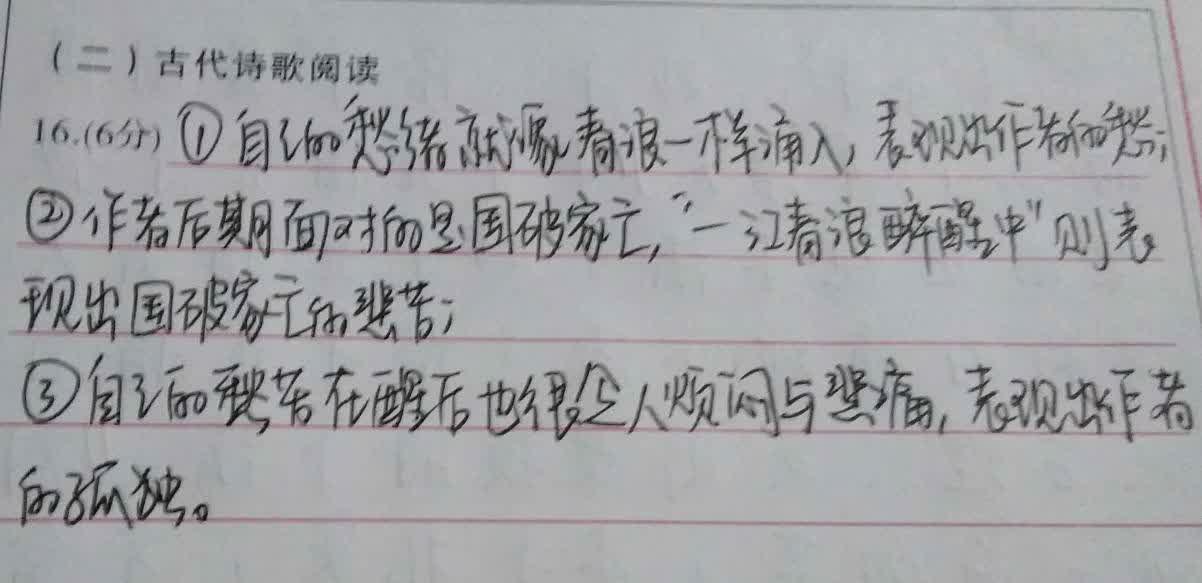 (二)古代诗歌阅读
16.(6分)①自己的愁绪就像春浪一样涌入,表现出作者的愁;
②作者后期面对的是国破家亡,“一江春浪醉醒中”则表
现出国破家亡的悲苦;
③自己的愁苦在醒后也很令人烦闷与悲痛,表现出作者
的孤独。